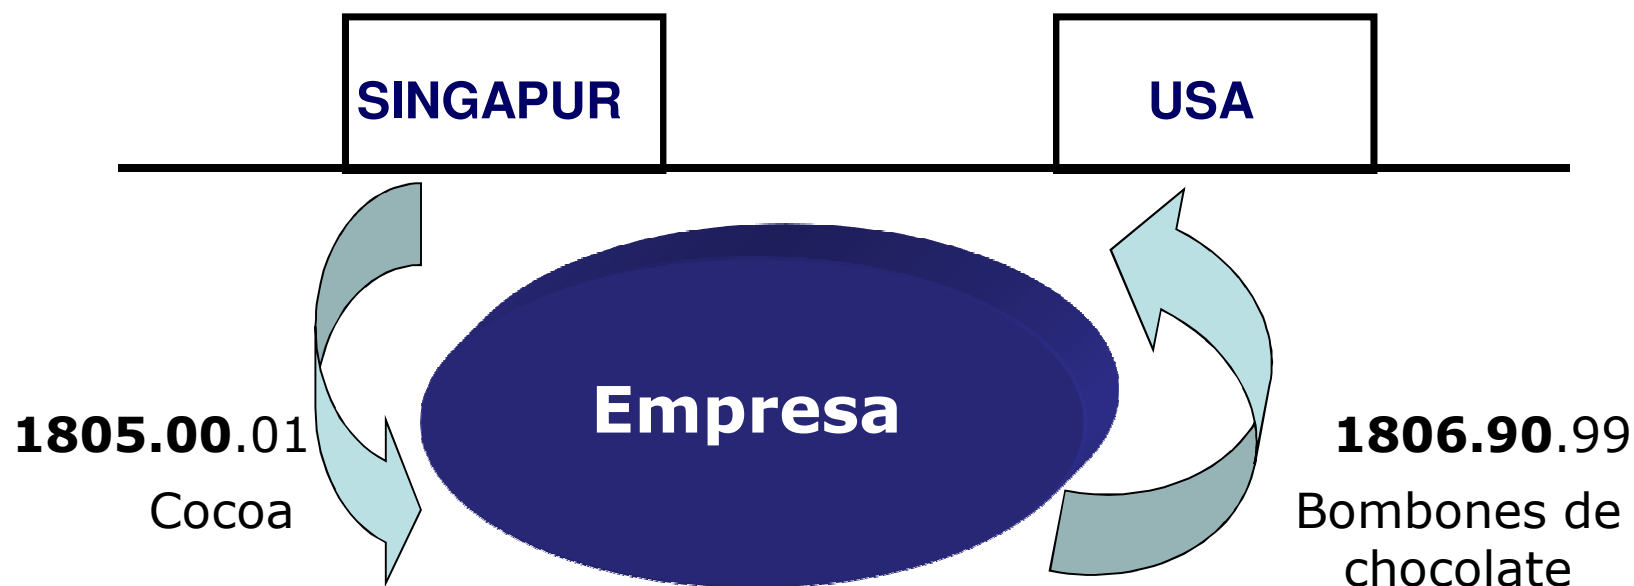 SINGAPUR
USA
Empresa
1805.00.01
Cocoa
1806.90.99
Bombones de
chocolate